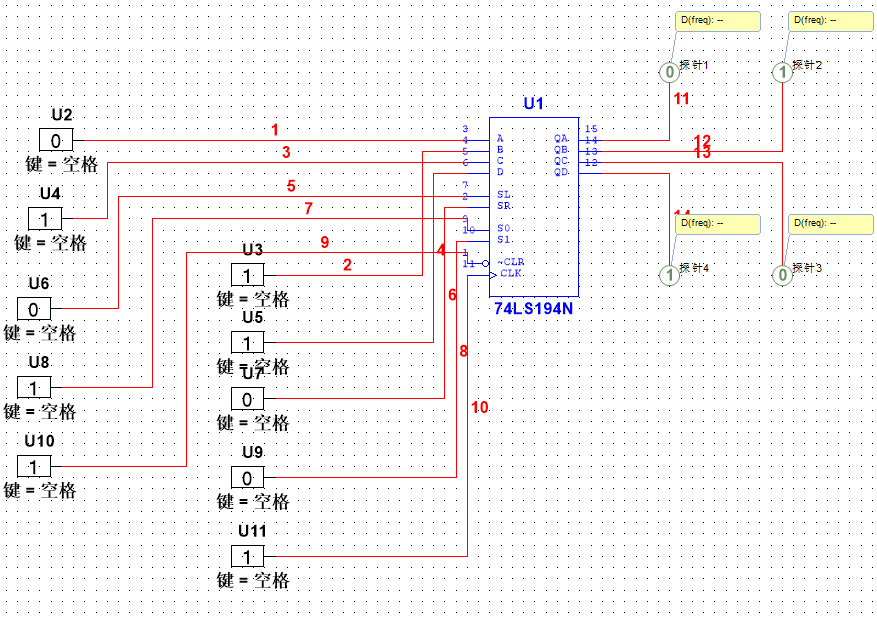 D(freq): --
D(freq): --
0
探针1
1
探针2
11
U1
U2
0
键 = 空格
1
3
U4
1
键 = 空格
5
7
9
3
4
5
6
7
2
9
10
1
11
A
B
C
D
SL
SR
S0
S1
~CLR
CLK
QA
QB
QC
QD
15
14
13
12
12
13
74LS194N
14
D(freq): --
D(freq): --
1
探针4
0
探针3
U6
0
键 = 空格
U3
1
键 = 空格
2
4
6
U5
1
键 = 空格
8
U8
1
键 = 空格
U7
0
键 = 空格
10
U10
1
键 = 空格
U9
0
键 = 空格
U11
1
键 = 空格